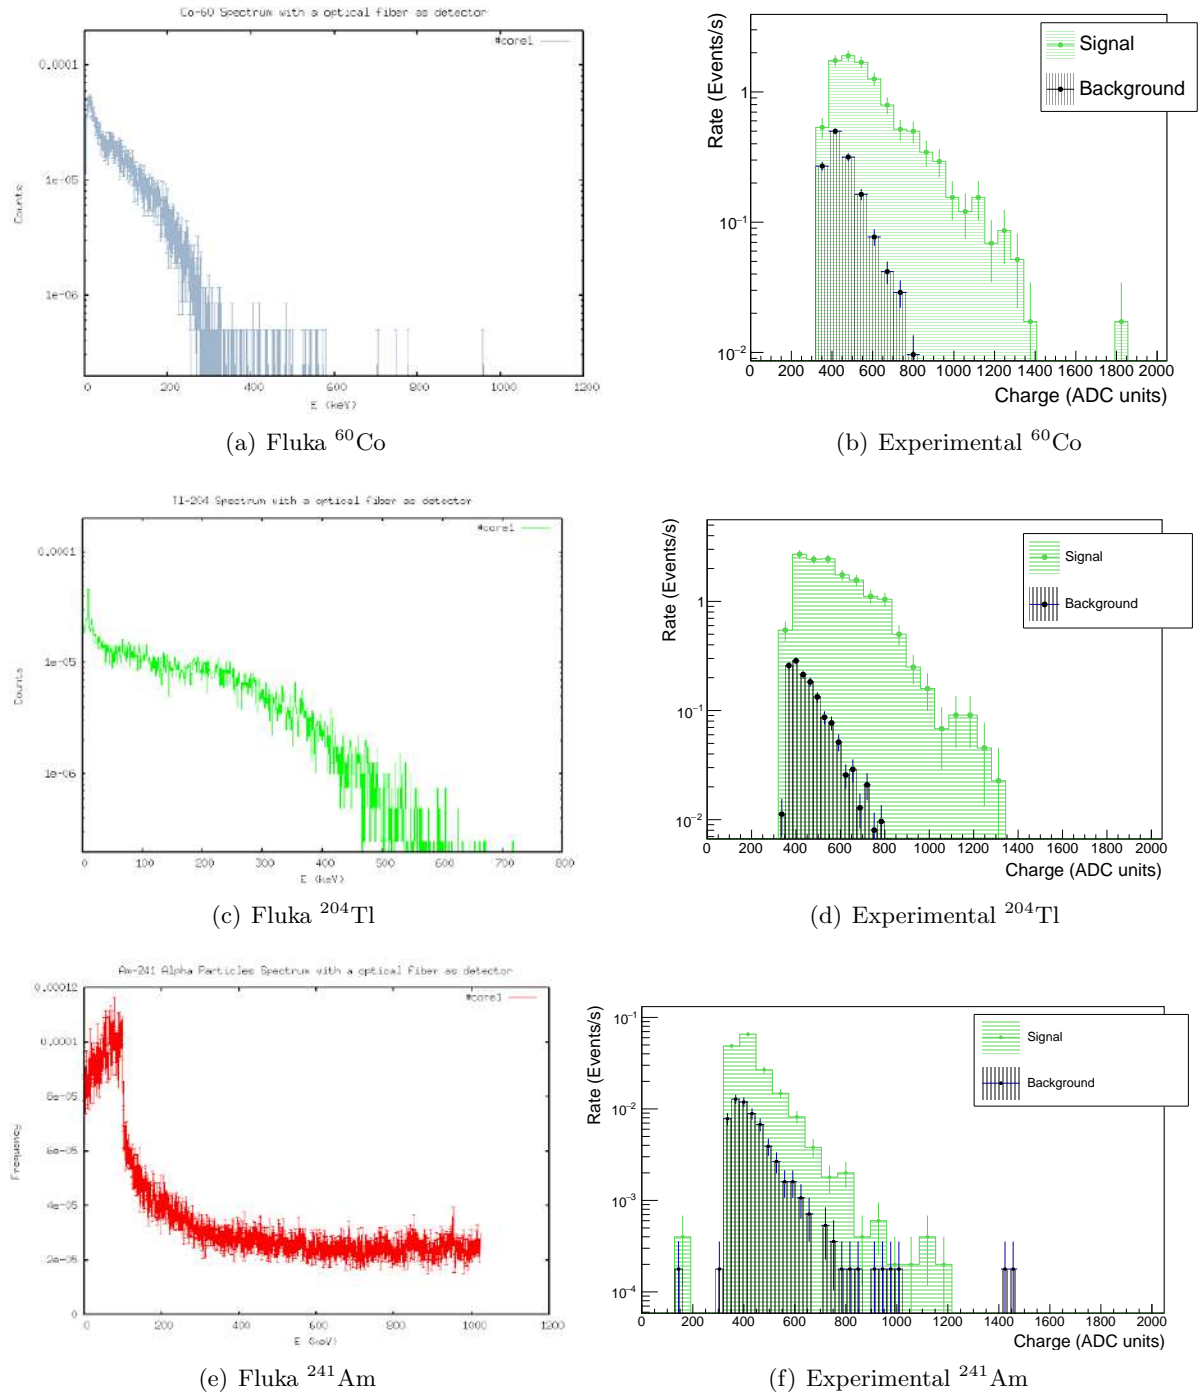 Co-60 Spectrum with a optical fiber as detector
#core1
0.0001
1e-05
1e-06
Counts
0 200 400 600 800 1000 1200
E (keV)
(a) Fluka ⁶⁰Co
Signal
Background
Rate (Events/s)
1
10⁻¹
10⁻²
0 200 400 600 800 1000 1200 1400 1600 1800 2000
Charge (ADC units)
(b) Experimental ⁶⁰Co
Tl-204 Spectrum with a optical fiber as detector
#core1
0.0001
1e-05
1e-06
Counts
0 100 200 300 400 500 600 700 800
E (keV)
(c) Fluka ²⁰⁴Tl
Signal
Background
Rate (Events/s)
1
10⁻¹
10⁻²
0 200 400 600 800 1000 1200 1400 1600 1800 2000
Charge (ADC units)
(d) Experimental ²⁰⁴Tl
Am-241 Alpha Particles Spectrum with a optical fiber as detector
#core1
0.00012
0.0001
8e-05
6e-05
4e-05
2e-05
0
Frequency
0 200 400 600 800 1000 1200
E (keV)
(e) Fluka ²⁴¹Am
Signal
Background
Rate (Events/s)
10⁻¹
10⁻²
10⁻³
10⁻⁴
0 200 400 600 800 1000 1200 1400 1600 1800 2000
Charge (ADC units)
(f) Experimental ²⁴¹Am